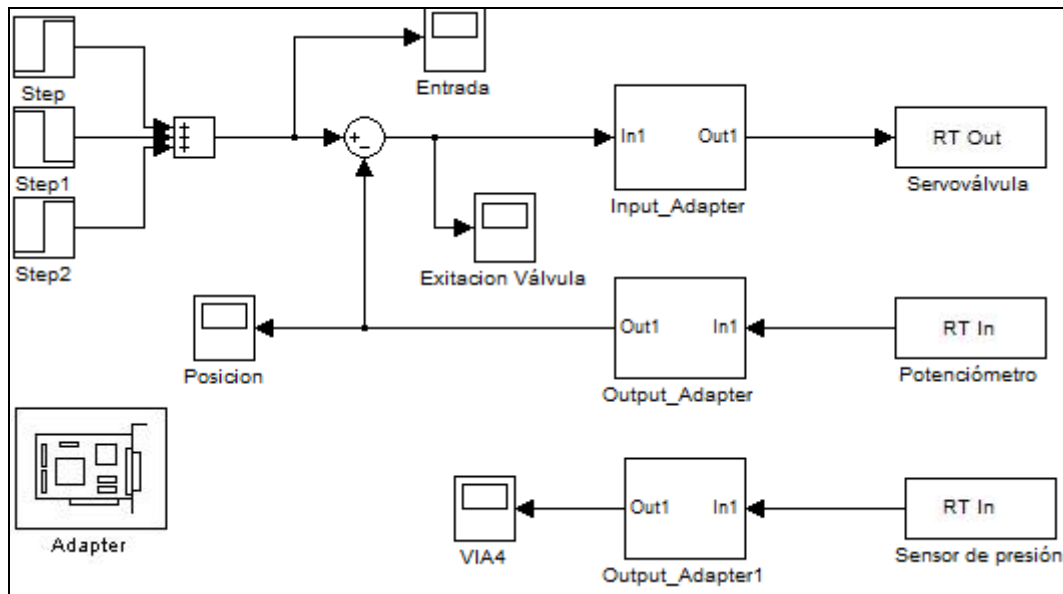 Step
Step1
Step2
+
+
+
Entrada
+
−
Exitacion Válvula
In1 Out1
Input_Adapter
RT Out
Servoválvula
Posicion
Out1 In1
Output_Adapter
RT In
Potenciómetro
Adapter
VIA4
Out1 In1
Output_Adapter1
RT In
Sensor de presión